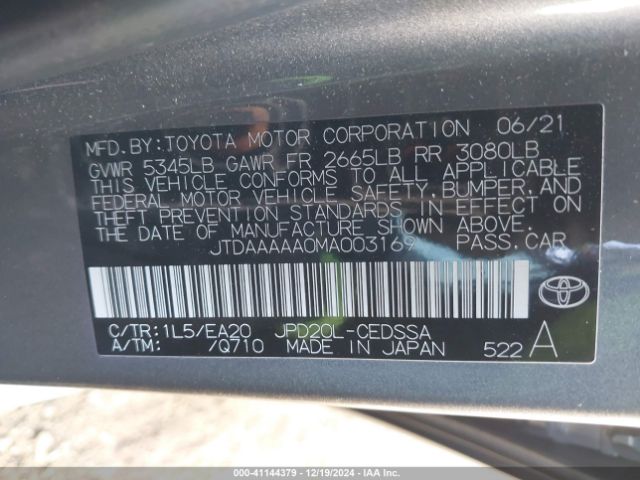 MFD. BY: TOYOTA MOTOR CORPORATION 06/21
GVWR 5345LB GAWR FR 2665LB RR 3080LB
THIS VEHICLE CONFORMS TO ALL APPLICABLE
FEDERAL MOTOR VEHICLE SAFETY, BUMPER, AND
THEFT PREVENTION STANDARDS IN EFFECT ON
THE DATE OF MANUFACTURE SHOWN ABOVE.
JTDAAAAA0MA003169 PASS.CAR
C/TR: 1L5/EA20 JPD20L-CEDSSA
A/TM: /Q710 MADE IN JAPAN 522 A
000-41144379 | 12/19/2024 - IAA Inc.